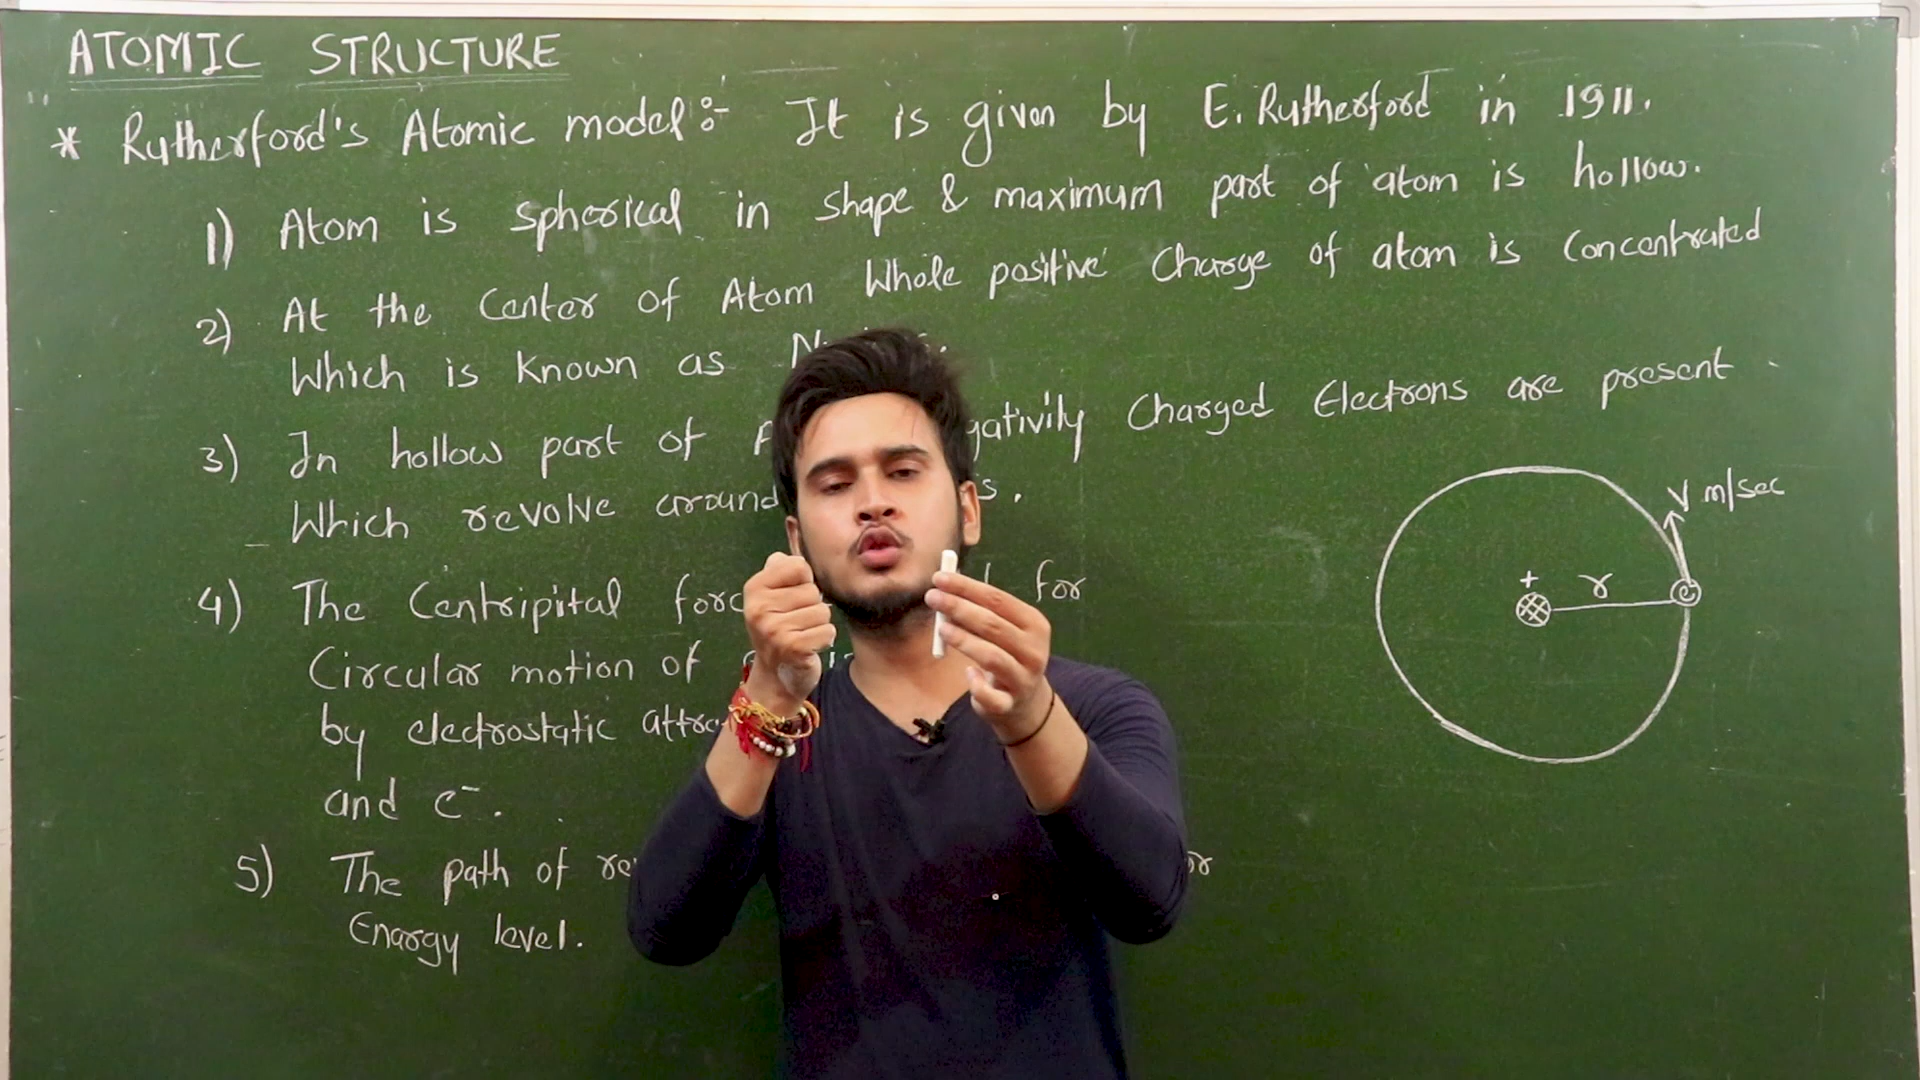 ATOMIC STRUCTURE
* Rutherford's Atomic model:- It is given by E. Rutherford in 1911.
1) Atom is spherical in shape & maximum part of atom is hollow.
2) At the Center of Atom Whole positive Charge of atom is Concentrated
Which is known as
3) In hollow part of Charged Electrons are present
Which revolve around
4) The Centripital for
Circular motion of
by electrostatic
and e⁻.
5) The path of or
Enargy level.
V m/sec
+ r
e